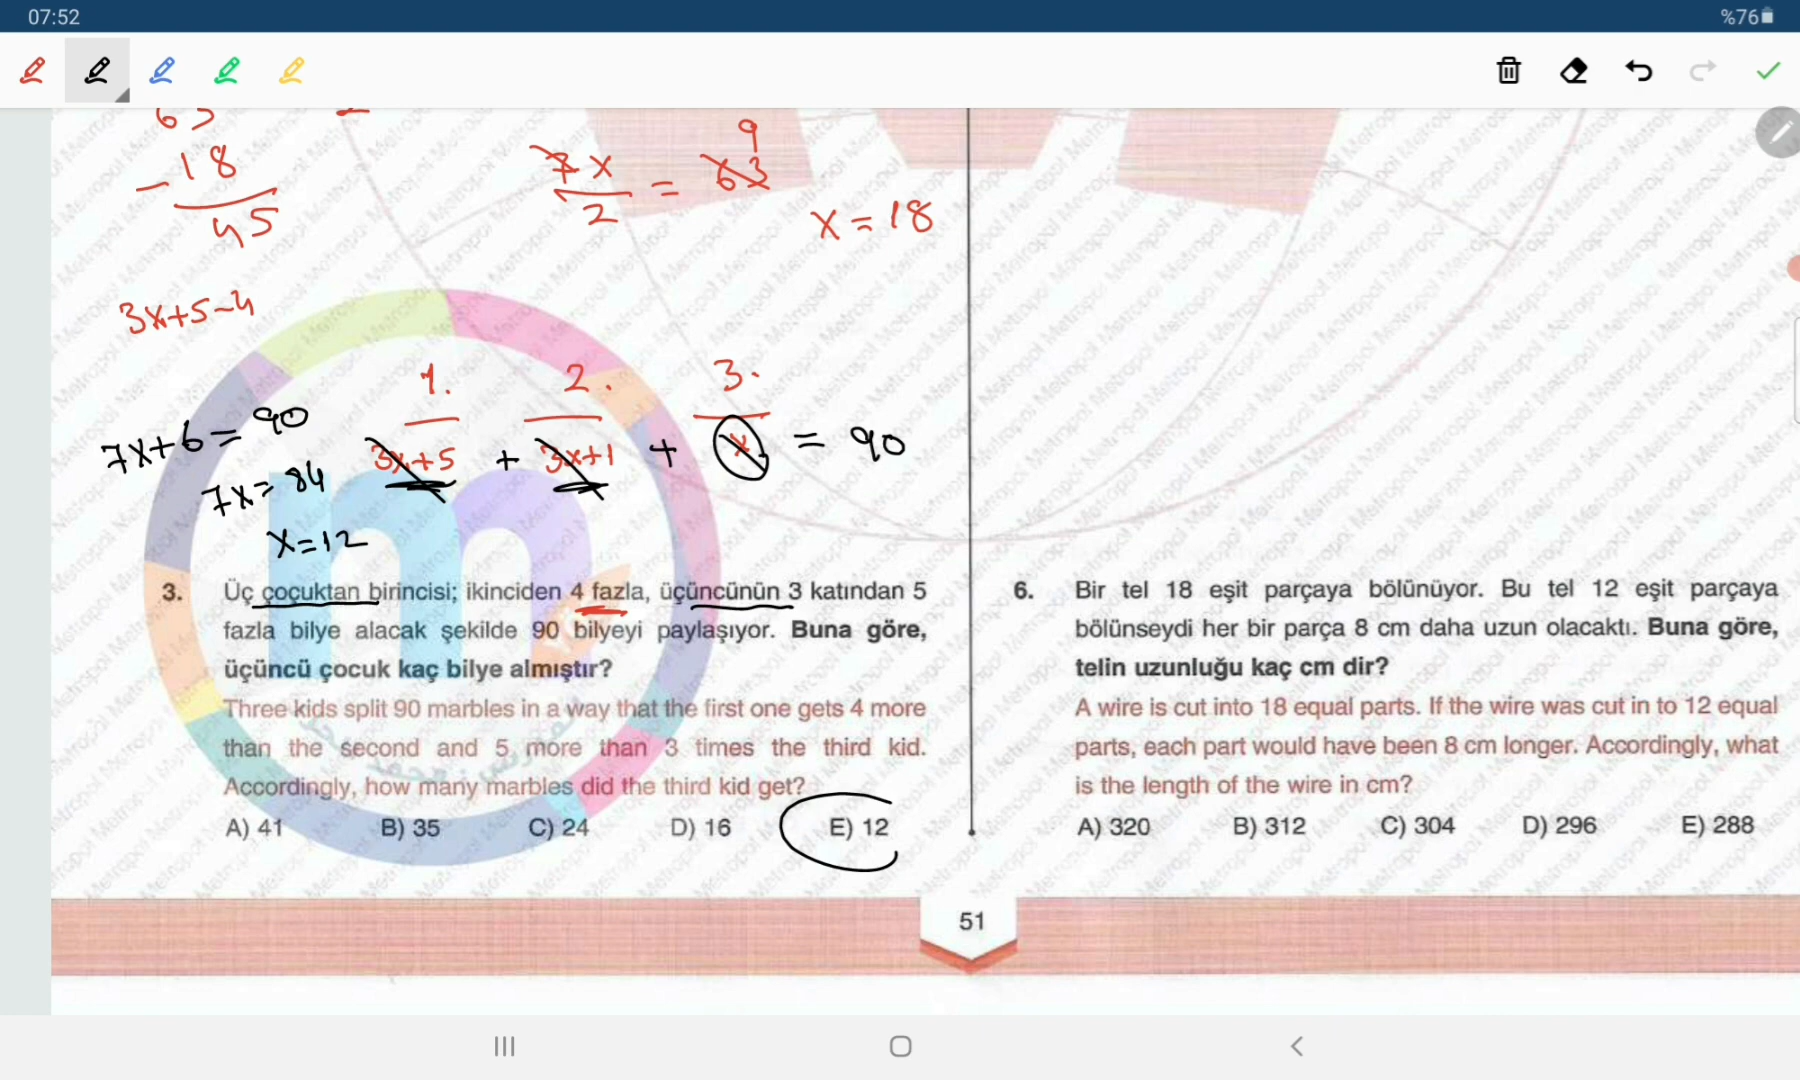 07:52
%76
63
- 18
45
7x/2 = 63
9
x = 18
3x+5-4
1. 2. 3.
3x+5 + 3x+1 + x = 90
7x+6=90
7x=84
x=12
3. Üç çocuktan birincisi; ikinciden 4 fazla, üçüncünün 3 katından 5
fazla bilye alacak şekilde 90 bilyeyi paylaşıyor. Buna göre,
üçüncü çocuk kaç bilye almıştır?
Three kids split 90 marbles in a way that the first one gets 4 more
than the second and 5 more than 3 times the third kid.
Accordingly, how many marbles did the third kid get?
A) 41 B) 35 C) 24 D) 16 E) 12
6. Bir tel 18 eşit parçaya bölünüyor. Bu tel 12 eşit parçaya
bölünseydi her bir parça 8 cm daha uzun olacaktı. Buna göre,
telin uzunluğu kaç cm dir?
A wire is cut into 18 equal parts. If the wire was cut in to 12 equal
parts, each part would have been 8 cm longer. Accordingly, what
is the length of the wire in cm?
A) 320 B) 312 C) 304 D) 296 E) 288
51